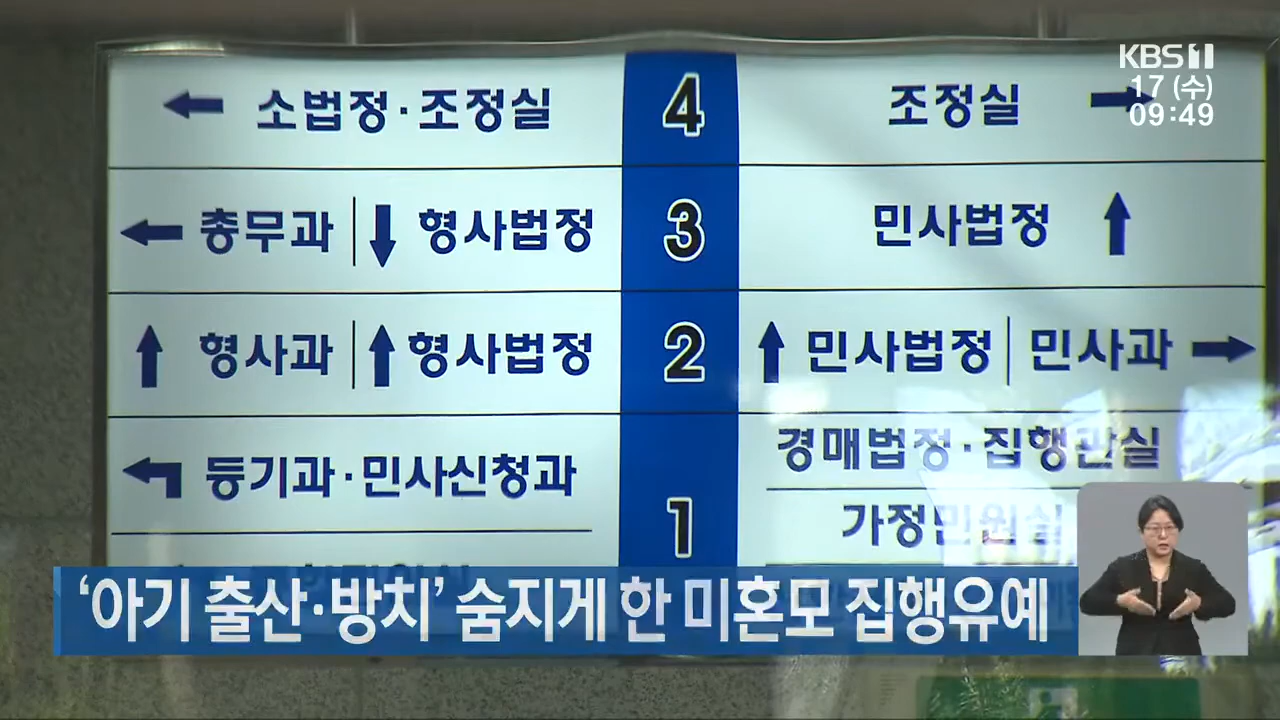 KBS 1
17 (수)
09:49
← 소법정·조정실 4 조정실 →
← 총무과 | ↓ 형사법정 3 민사법정 ↑
↑ 형사과 | ↑ 형사법정 2 ↑ 민사법정 | 민사과 →
등기과·민사신청과 1 경매법정·집행관실
가정민원실
‘아기 출산·방치’ 숨지게 한 미혼모 집행유예